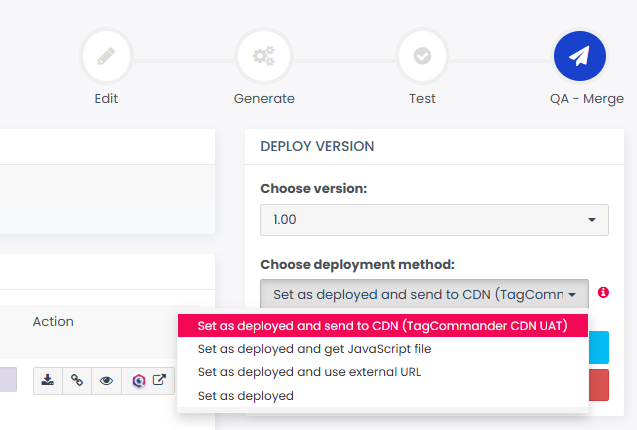 Edit
Generate
Test
QA - Merge
DEPLOY VERSION
Choose version:
1.00
Choose deployment method:
Set as deployed and send to CDN (TagComm
Action
Set as deployed and send to CDN (TagCommander CDN UAT)
Set as deployed and get JavaScript file
Set as deployed and use external URL
Set as deployed